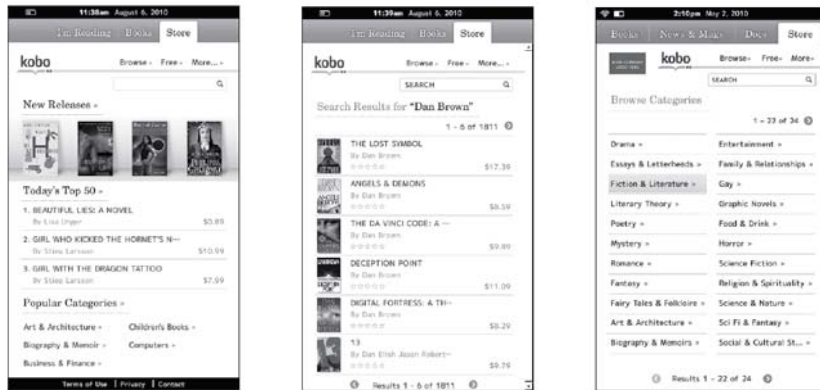 11:38am August 6, 2010
I'm Reading Books Store
kobo Browse Free More...
New Releases
Today's Top 50
1. BEAUTIFUL LIES: A NOVEL
By Lisa Unger $0.89
2. GIRL WHO KICKED THE HORNET'S N···
By Stieg Larsson $10.99
3. GIRL WITH THE DRAGON TATTOO
By Stieg Larsson $7.99
Popular Categories
Art & Architecture Children's Books
Biography & Memoir Computers
Business & Finance
Terms of Use | Privacy | Contact
11:39am August 6, 2010
I'm Reading Books Store
kobo Browse Free More...
SEARCH
Search Results for "Dan Brown"
1 - 6 of 1811
THE LOST SYMBOL
By Dan Brown
$17.39
ANGELS & DEMONS
By Dan Brown
$8.59
THE DA VINCI CODE: A ···
By Dan Brown
$9.89
DECEPTION POINT
By Dan Brown
$11.09
DIGITAL FORTRESS: A TH···
By Dan Brown
$8.29
13
By Dan Elish Jason Robert···
$9.79
Results 1 - 6 of 1811
2:10pm May 2, 2010
Books News & Mags Docs Store
kobo Browse Free More
SEARCH
Browse Categories
1 - 22 of 24
Drama Entertainment
Essays & Letterheads Family & Relationships
Fiction & Literature Gay
Literary Theory Graphic Novels
Poetry Food & Drink
Mystery Horror
Romance Science Fiction
Fantasy Religion & Spirituality
Fairy Tales & Folklore Science & Nature
Art & Architecture Sci Fi & Fantasy
Biography & Memoirs Social & Cultural St...
Results 1 - 22 of 24